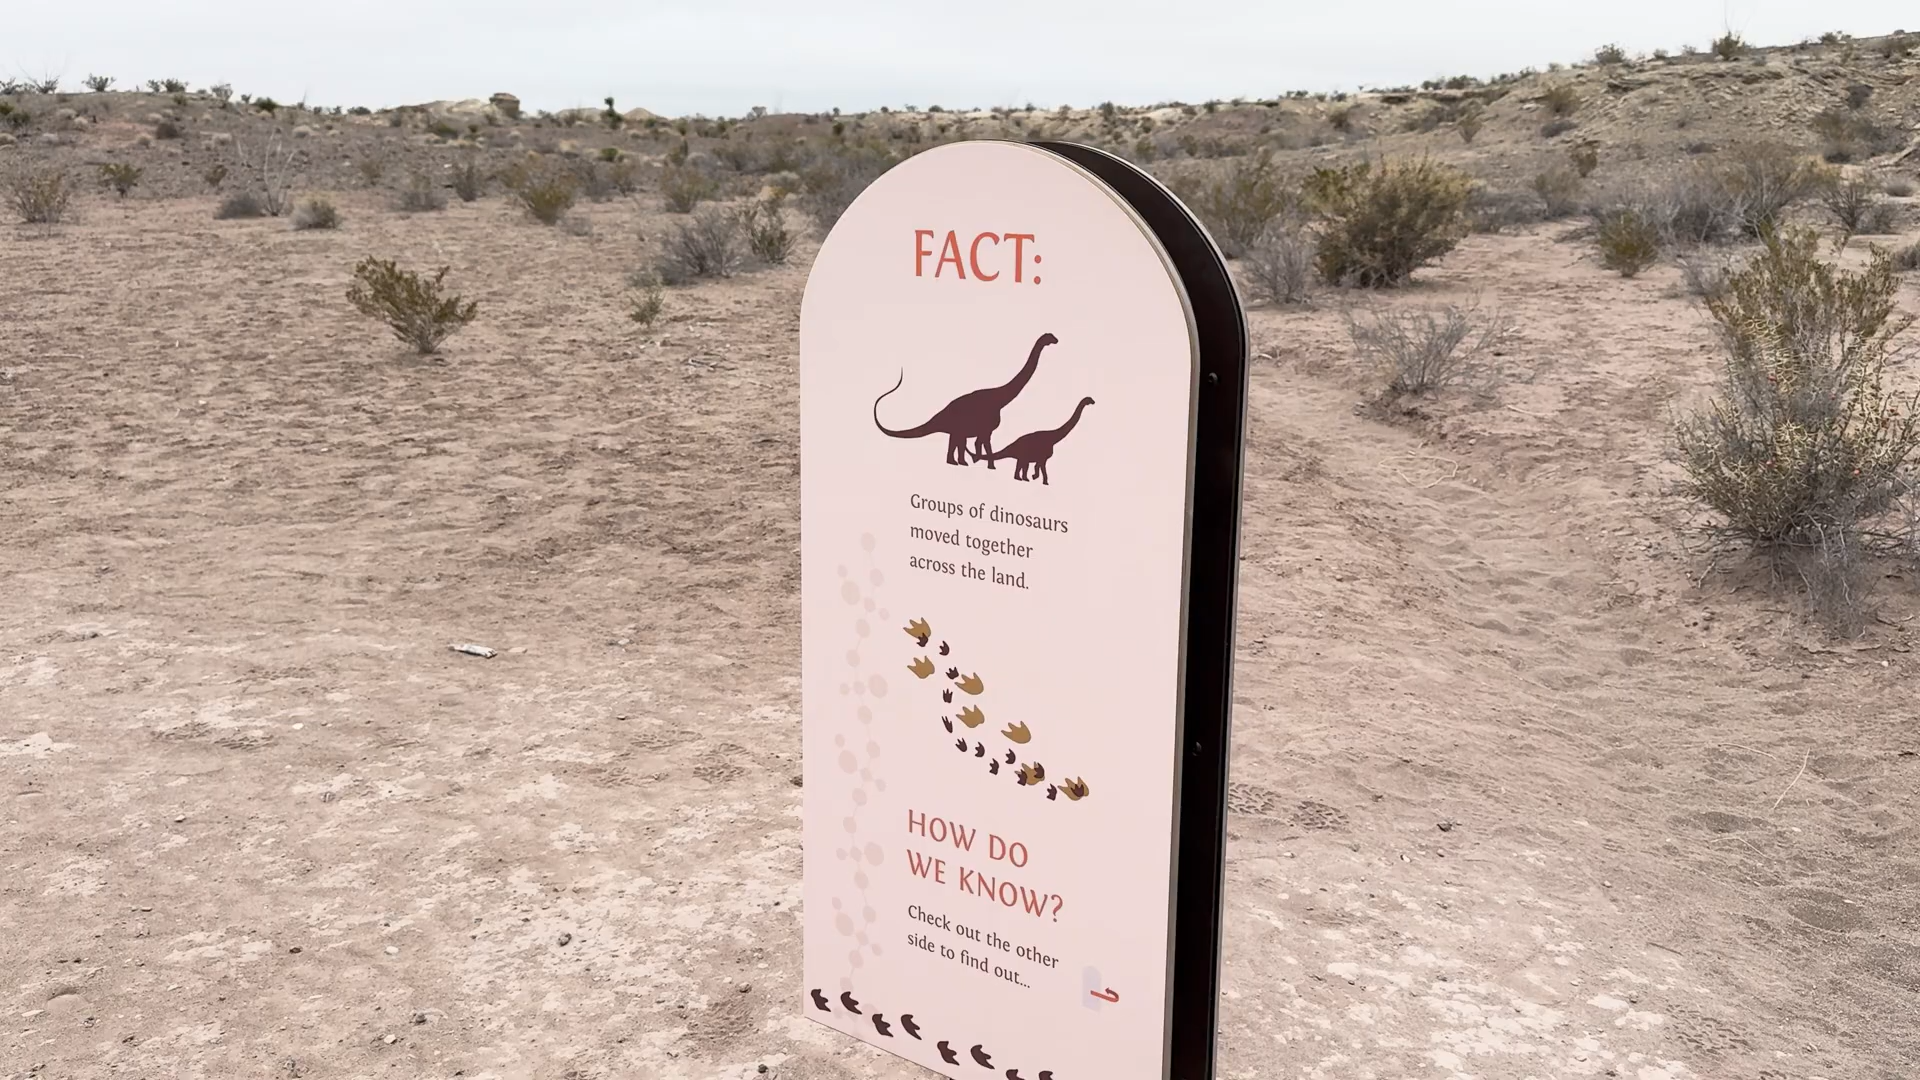 FACT:
Groups of dinosaurs
moved together
across the land.
HOW DO
WE KNOW?
Check out the other
side to find out...